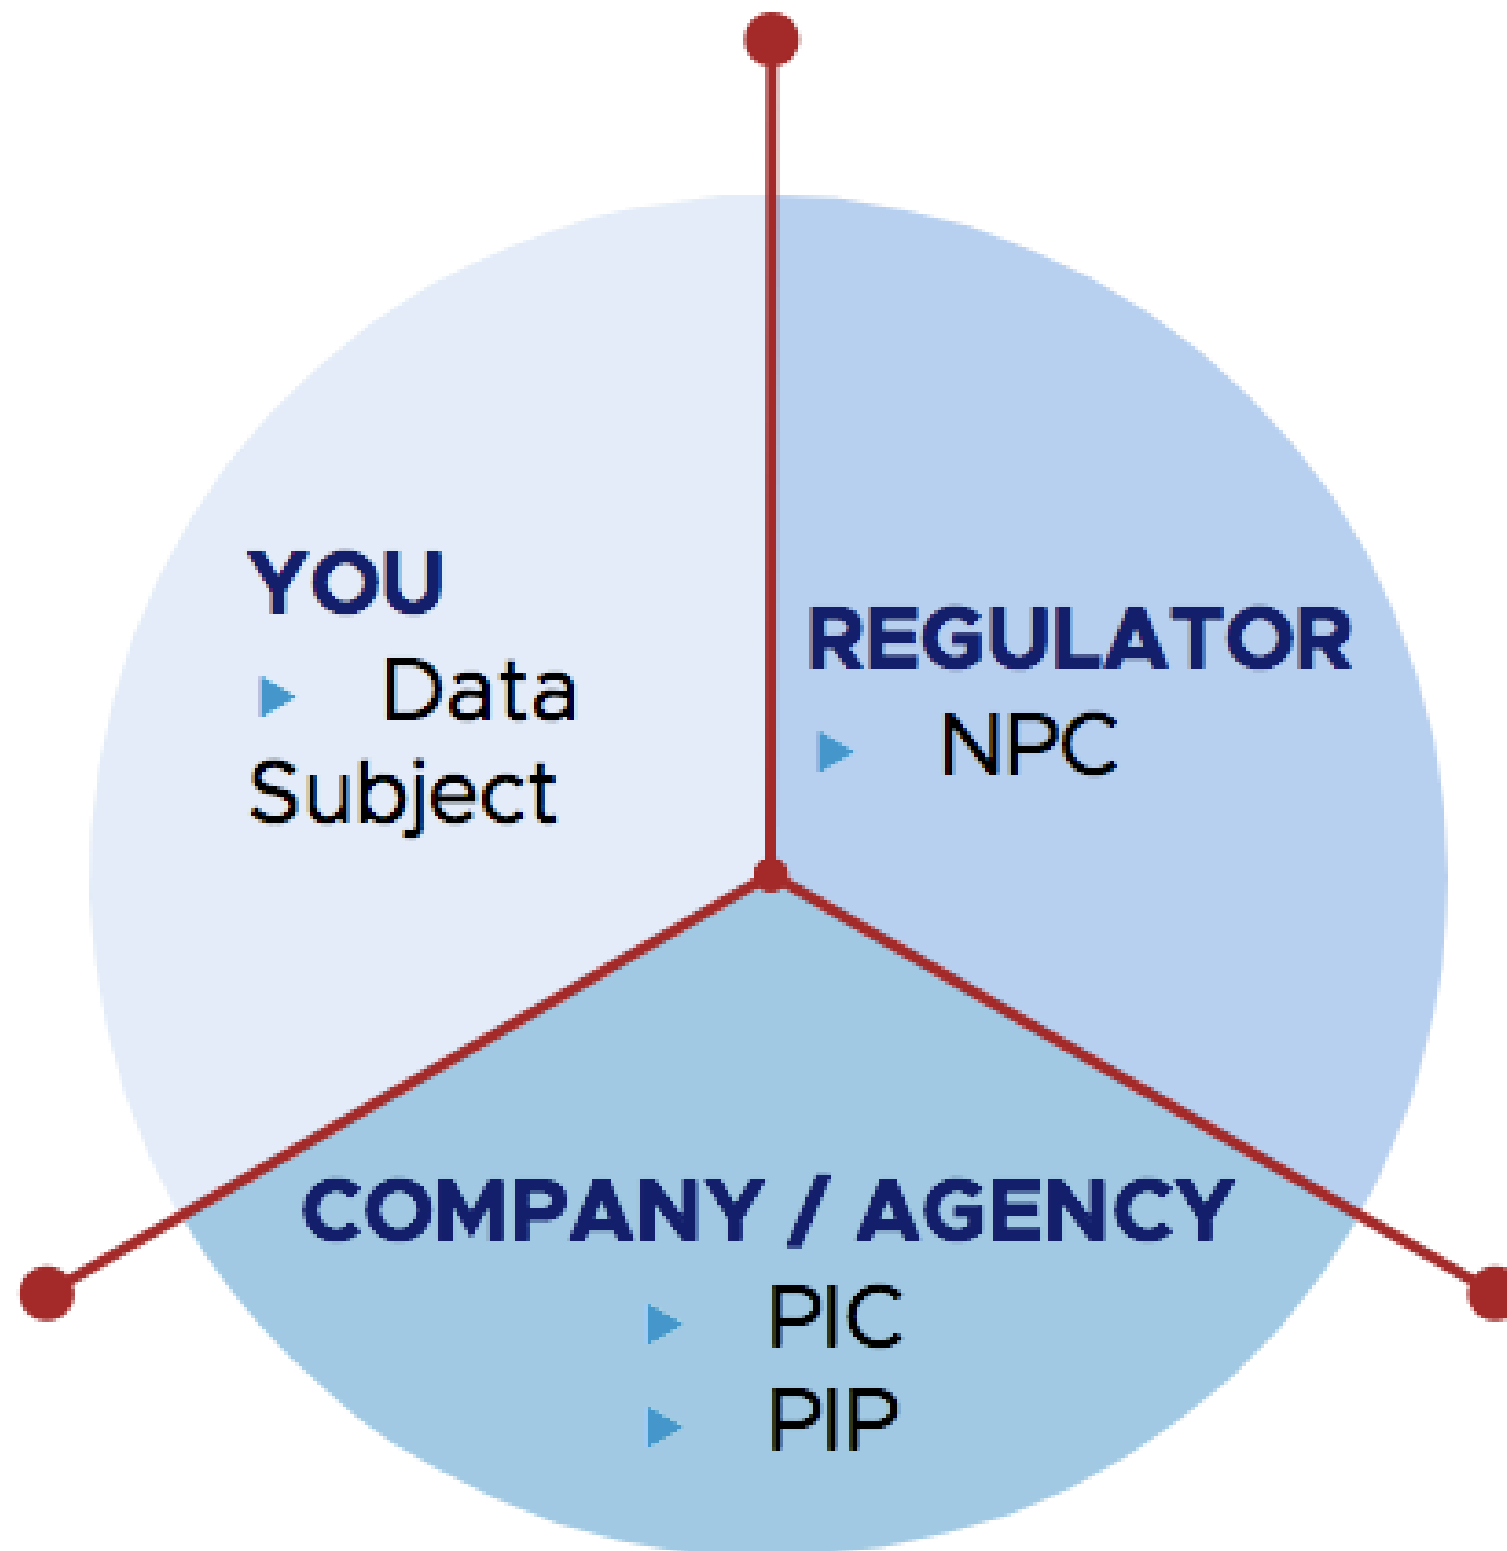 YOU
▶ Data
Subject
REGULATOR
▶ NPC
COMPANY / AGENCY
▶ PIC
▶ PIP